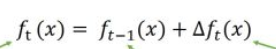 fₜ(x) = fₜ₋₁(x) + Δfₜ(x)